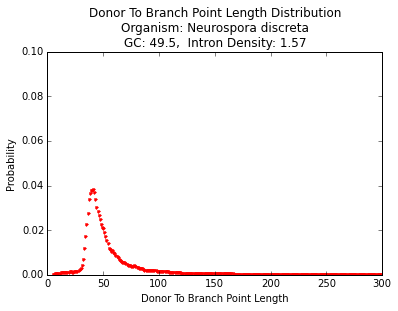 Donor To Branch Point Length Distribution
Organism: Neurospora discreta
GC: 49.5,  Intron Density: 1.57
0.10
0.08
0.06
0.04
0.02
0.00
Probability
0 50 100 150 200 250 300
Donor To Branch Point Length